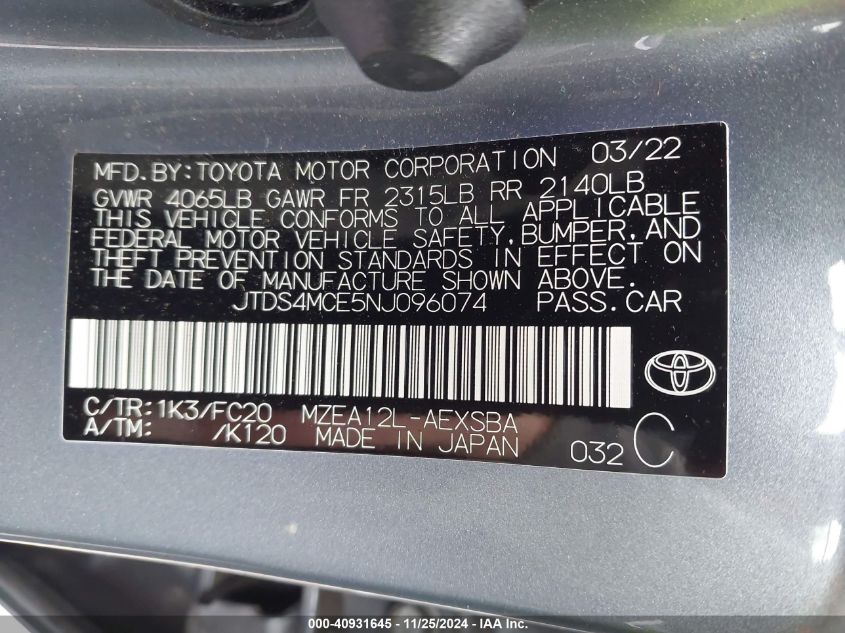 MFD. BY: TOYOTA MOTOR CORPORATION 03/22
GVWR 4065LB GAWR FR 2315LB RR 2140LB
THIS VEHICLE CONFORMS TO ALL APPLICABLE
FEDERAL MOTOR VEHICLE SAFETY, BUMPER, AND
THEFT PREVENTION STANDARDS IN EFFECT ON
THE DATE OF MANUFACTURE SHOWN ABOVE.
JTDS4MCE5NJ096074 PASS. CAR
C/TR: 1K3/FC20 MZEA12L-AEXSBA
A/TM: /K120 MADE IN JAPAN
032 C
000-40931645 - 11/25/2024 - IAA Inc.